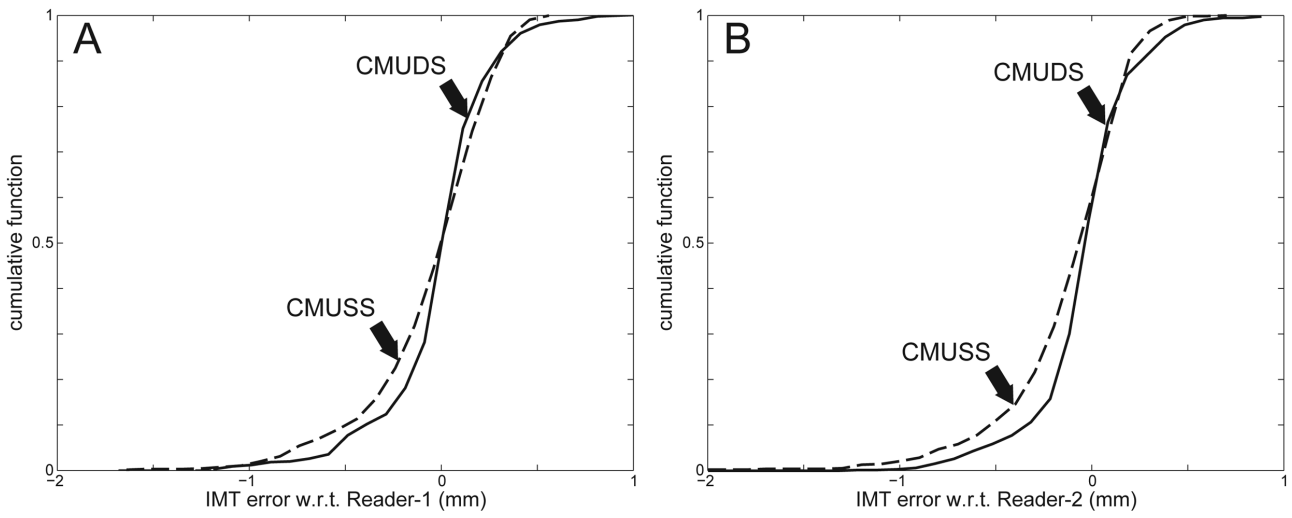 A
CMUDS
CMUSS
cumulative function
1
0.5
0
−2
−1
0
1
IMT error w.r.t. Reader-1 (mm)
B
CMUDS
CMUSS
cumulative function
1
0.5
0
−2
−1
0
1
IMT error w.r.t. Reader-2 (mm)